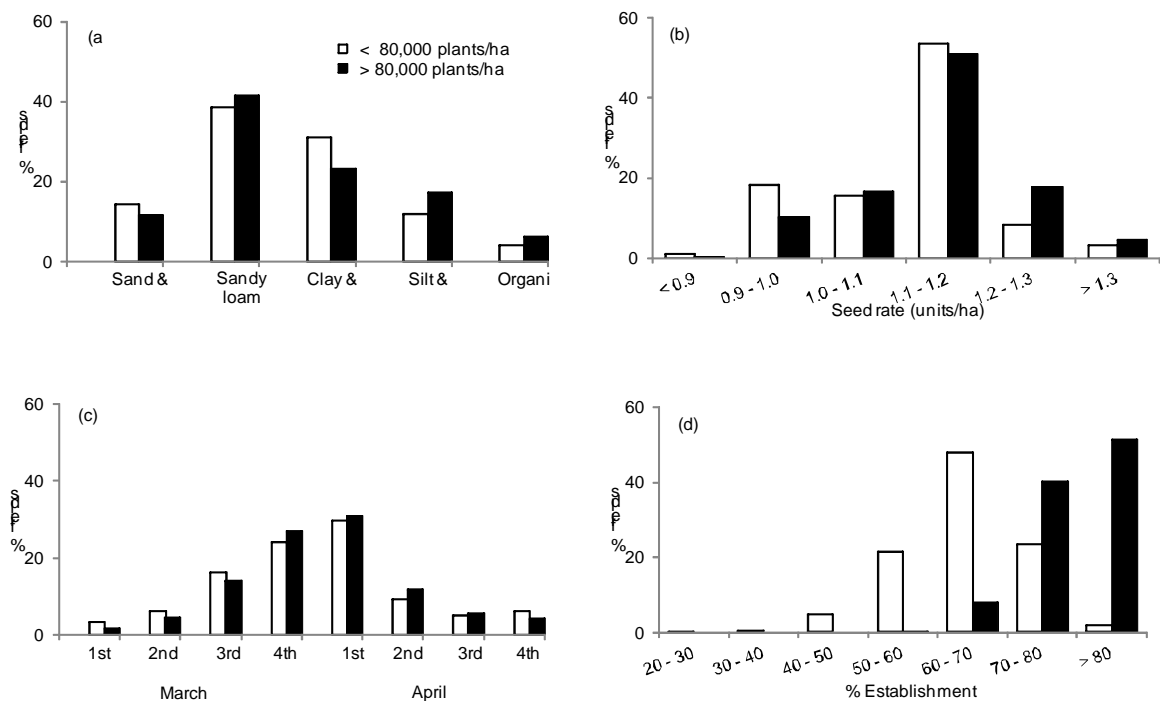 60
(a
< 80,000 plants/ha
> 80,000 plants/ha
40
% fields
20
0
Sand &
Sandy
loam
Clay &
Silt &
Organi
60
(b)
40
% fields
20
0
< 0.9
0.9 - 1.0
1.0 - 1.1
1.1 - 1.2
1.2 - 1.3
> 1.3
Seed rate (units/ha)
60
(c)
40
% fields
20
0
1st
2nd
3rd
4th
1st
2nd
3rd
4th
March
April
60
(d)
40
% fields
20
0
20 - 30
30 - 40
40 - 50
50 - 60
60 - 70
70 - 80
> 80
% Establishment